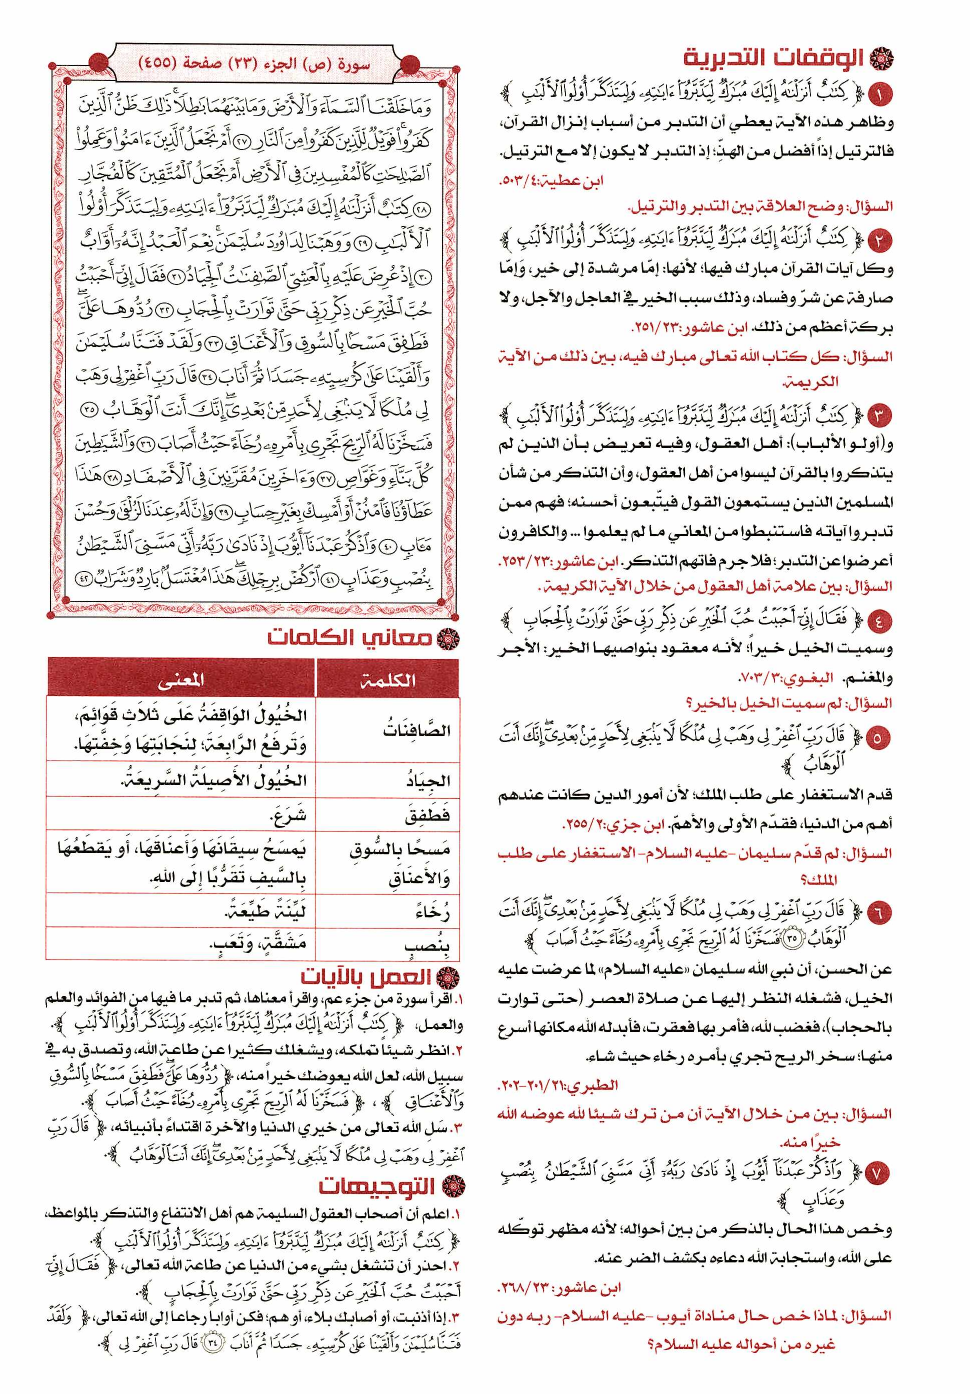 الوقفات التدبرية
١ ﴿ كِتَٰبٌ أَنزَلْنَٰهُ إِلَيْكَ مُبَٰرَكٌ لِّيَدَّبَّرُوٓا۟ ءَايَٰتِهِۦ وَلِيَتَذَكَّرَ أُو۟لُوا۟ ٱلْأَلْبَٰبِ ﴾
وظاهر هذه الآية يعطي أن التدبر من أسباب إنزال القرآن،
فالترتيل إذاً أفضل من الهذِّ؛ إذ التدبر لا يكون إلا مع الترتيل.
ابن عطية:٥٠٣/٤.
السؤال: وضح العلاقة بين التدبر والترتيل.
٢ ﴿ كِتَٰبٌ أَنزَلْنَٰهُ إِلَيْكَ مُبَٰرَكٌ لِّيَدَّبَّرُوٓا۟ ءَايَٰتِهِۦ وَلِيَتَذَكَّرَ أُو۟لُوا۟ ٱلْأَلْبَٰبِ ﴾
وكل آيات القرآن مبارك فيها؛ لأنها: إمّا مرشدة إلى خير، وَإمّا
صارفة عن شرّ وفساد، وذلك سبب الخير في العاجل والآجل، ولا
بركة أعظم من ذلك. ابن عاشور:٢٥١/٢٣.
السؤال: كل كتاب الله تعالى مبارك فيه، بين ذلك من الآية
الكريمة.
٣ ﴿ كِتَٰبٌ أَنزَلْنَٰهُ إِلَيْكَ مُبَٰرَكٌ لِّيَدَّبَّرُوٓا۟ ءَايَٰتِهِۦ وَلِيَتَذَكَّرَ أُو۟لُوا۟ ٱلْأَلْبَٰبِ ﴾
و(أولو الألباب): أهل العقول، وفيه تعريض بأن الذين لم
يتذكروا بالقرآن ليسوا من أهل العقول، وأن التذكر من شأن
المسلمين الذين يستمعون القول فيتّبعون أحسنه؛ فهم ممن
تدبروا آياته فاستنبطوا من المعاني ما لم يعلموا ... والكافرون
أعرضوا عن التدبر؛ فلا جرم فاتهم التذكر. ابن عاشور:٢٥٣/٢٣.
السؤال: بين علامة أهل العقول من خلال الآية الكريمة .
٤ ﴿ فَقَالَ إِنِّىٓ أَحْبَبْتُ حُبَّ ٱلْخَيْرِ عَن ذِكْرِ رَبِّى حَتَّىٰ تَوَارَتْ بِٱلْحِجَابِ ﴾
وسميت الخيل خيراً؛ لأنه معقود بنواصيها الخير: الأجر
والمغنم. البغوي:٧٠٣/٣.
السؤال: لم سميت الخيل بالخير؟
٥ ﴿ قَالَ رَبِّ ٱغْفِرْ لِى وَهَبْ لِى مُلْكًا لَّا يَنۢبَغِى لِأَحَدٍ مِّنۢ بَعْدِىٓ ۖ إِنَّكَ أَنتَ
ٱلْوَهَّابُ ﴾
قدم الاستغفار على طلب الملك؛ لأن أمور الدين كانت عندهم
أهم من الدنيا، فقدّم الأولى والأهمّ. ابن جزي:٢٥٥/٢.
السؤال: لم قدّم سليمان -عليه السلام- الاستغفار على طلب
الملك؟
٦ ﴿ قَالَ رَبِّ ٱغْفِرْ لِى وَهَبْ لِى مُلْكًا لَّا يَنۢبَغِى لِأَحَدٍ مِّنۢ بَعْدِىٓ ۖ إِنَّكَ أَنتَ
ٱلْوَهَّابُ ٣٥ فَسَخَّرْنَا لَهُ ٱلرِّيحَ تَجْرِى بِأَمْرِهِۦ رُخَآءً حَيْثُ أَصَابَ ﴾
عن الحسن، أن نبي الله سليمان «عليه السلام» لما عرضت عليه
الخيل، فشغله النظر إليها عن صلاة العصر (حتى توارت
بالحجاب)، فغضب لله، فأمر بها فعقرت، فأبدله الله مكانها أسرع
منها؛ سخر الريح تجري بأمره رخاء حيث شاء.
الطبري:٢٠١/٢١-٢٠٢.
السؤال: بين من خلال الآية أن من ترك شيئا لله عوضه الله
خيرًا منه.
٧ ﴿ وَٱذْكُرْ عَبْدَنَآ أَيُّوبَ إِذْ نَادَىٰ رَبَّهُۥٓ أَنِّى مَسَّنِىَ ٱلشَّيْطَٰنُ بِنُصْبٍ
وَعَذَابٍ ﴾
وخص هذا الحال بالذكر من بين أحواله؛ لأنه مظهر توكّله
على الله، واستجابة الله دعاءه بكشف الضر عنه.
ابن عاشور: ٢٦٨/٢٣.
السؤال: لماذا خص حال مناداة أيوب -عليه السلام- ربه دون
غيره من أحواله عليه السلام؟
سورة (ص) الجزء (٢٣) صفحة (٤٥٥)
وَمَا خَلَقْنَا ٱلسَّمَآءَ وَٱلْأَرْضَ وَمَا بَيْنَهُمَا بَٰطِلًا ۚ ذَٰلِكَ ظَنُّ ٱلَّذِينَ
كَفَرُوا۟ ۚ فَوَيْلٌ لِّلَّذِينَ كَفَرُوا۟ مِنَ ٱلنَّارِ ٢٧ أَمْ نَجْعَلُ ٱلَّذِينَ ءَامَنُوا۟ وَعَمِلُوا۟
ٱلصَّٰلِحَٰتِ كَٱلْمُفْسِدِينَ فِى ٱلْأَرْضِ أَمْ نَجْعَلُ ٱلْمُتَّقِينَ كَٱلْفُجَّارِ
٢٨ كِتَٰبٌ أَنزَلْنَٰهُ إِلَيْكَ مُبَٰرَكٌ لِّيَدَّبَّرُوٓا۟ ءَايَٰتِهِۦ وَلِيَتَذَكَّرَ أُو۟لُوا۟
ٱلْأَلْبَٰبِ ٢٩ وَوَهَبْنَا لِدَاوُۥدَ سُلَيْمَٰنَ ۚ نِعْمَ ٱلْعَبْدُ ۖ إِنَّهُۥٓ أَوَّابٌ
٣٠ إِذْ عُرِضَ عَلَيْهِ بِٱلْعَشِىِّ ٱلصَّٰفِنَٰتُ ٱلْجِيَادُ ٣١ فَقَالَ إِنِّىٓ أَحْبَبْتُ
حُبَّ ٱلْخَيْرِ عَن ذِكْرِ رَبِّى حَتَّىٰ تَوَارَتْ بِٱلْحِجَابِ ٣٢ رُدُّوهَا عَلَىَّ ۖ
فَطَفِقَ مَسْحًۢا بِٱلسُّوقِ وَٱلْأَعْنَاقِ ٣٣ وَلَقَدْ فَتَنَّا سُلَيْمَٰنَ
وَأَلْقَيْنَا عَلَىٰ كُرْسِيِّهِۦ جَسَدًا ثُمَّ أَنَابَ ٣٤ قَالَ رَبِّ ٱغْفِرْ لِى وَهَبْ
لِى مُلْكًا لَّا يَنۢبَغِى لِأَحَدٍ مِّنۢ بَعْدِىٓ ۖ إِنَّكَ أَنتَ ٱلْوَهَّابُ ٣٥
فَسَخَّرْنَا لَهُ ٱلرِّيحَ تَجْرِى بِأَمْرِهِۦ رُخَآءً حَيْثُ أَصَابَ ٣٦ وَٱلشَّيَٰطِينَ
كُلَّ بَنَّآءٍ وَغَوَّاصٍ ٣٧ وَءَاخَرِينَ مُقَرَّنِينَ فِى ٱلْأَصْفَادِ ٣٨ هَٰذَا
عَطَآؤُنَا فَٱمْنُنْ أَوْ أَمْسِكْ بِغَيْرِ حِسَابٍ ٣٩ وَإِنَّ لَهُۥ عِندَنَا لَزُلْفَىٰ وَحُسْنَ
مَـَٔابٍ ٤٠ وَٱذْكُرْ عَبْدَنَآ أَيُّوبَ إِذْ نَادَىٰ رَبَّهُۥٓ أَنِّى مَسَّنِىَ ٱلشَّيْطَٰنُ
بِنُصْبٍ وَعَذَابٍ ٤١ ٱرْكُضْ بِرِجْلِكَ ۖ هَٰذَا مُغْتَسَلٌۢ بَارِدٌ وَشَرَابٌ ٤٢
معاني الكلمات
الكلمة المعنى
الصَّافِنَاتُ الخُيُولُ الوَاقِفَةُ عَلَى ثَلَاثِ قَوَائِمَ،
وَتَرفَعُ الرَّابِعَةَ؛ لِنَجَابَتِهَا وَخِفَّتِهَا.
الجِيَادُ الخُيُولُ الأَصِيلَةُ السَّرِيعَةُ.
فَطَفِقَ شَرَعَ.
مَسحًا بِالسُّوقِ يَمسَحُ سِيقَانَهَا وَأَعنَاقَهَا، أَو يَقطَعُهَا
وَالأَعنَاقِ بِالسَّيفِ تَقَرُّبًا إِلَى اللهِ.
رُخَاءً لَيِّنَةً طَيِّعَةً.
بِنُصبٍ مَشَقَّةٍ، وَتَعَبٍ.
العمل بالآيات
١. اقرأ سورة من جزء عم، واقرأ معناها، ثم تدبر ما فيها من الفوائد والعلم
والعمل، ﴿ كِتَٰبٌ أَنزَلْنَٰهُ إِلَيْكَ مُبَٰرَكٌ لِّيَدَّبَّرُوٓا۟ ءَايَٰتِهِۦ وَلِيَتَذَكَّرَ أُو۟لُوا۟ ٱلْأَلْبَٰبِ ﴾.
٢. انظر شيئاً تملكه، ويشغلك كثيرا عن طاعة الله، وتصدق به في
سبيل الله، لعل الله يعوضك خيراً منه، ﴿ رُدُّوهَا عَلَىَّ ۖ فَطَفِقَ مَسْحًۢا بِٱلسُّوقِ
وَٱلْأَعْنَاقِ ﴾ ، ﴿ فَسَخَّرْنَا لَهُ ٱلرِّيحَ تَجْرِى بِأَمْرِهِۦ رُخَآءً حَيْثُ أَصَابَ ﴾.
٣. سَلِ الله تعالى من خيري الدنيا والآخرة اقتداءً بأنبيائه، ﴿ قَالَ رَبِّ
ٱغْفِرْ لِى وَهَبْ لِى مُلْكًا لَّا يَنۢبَغِى لِأَحَدٍ مِّنۢ بَعْدِىٓ ۖ إِنَّكَ أَنتَ ٱلْوَهَّابُ ﴾.
التوجيهات
١. اعلم أن أصحاب العقول السليمة هم أهل الانتفاع والتذكر بالمواعظ،
﴿ كِتَٰبٌ أَنزَلْنَٰهُ إِلَيْكَ مُبَٰرَكٌ لِّيَدَّبَّرُوٓا۟ ءَايَٰتِهِۦ وَلِيَتَذَكَّرَ أُو۟لُوا۟ ٱلْأَلْبَٰبِ ﴾.
٢. احذر أن تنشغل بشيء من الدنيا عن طاعة الله تعالى، ﴿ فَقَالَ إِنِّىٓ
أَحْبَبْتُ حُبَّ ٱلْخَيْرِ عَن ذِكْرِ رَبِّى حَتَّىٰ تَوَارَتْ بِٱلْحِجَابِ ﴾.
٣. إذا أذنبت، أو أصابك بلاء، أو هم؛ فكن أواباً رجاعاً إلى الله تعالى، ﴿ وَلَقَدْ
فَتَنَّا سُلَيْمَٰنَ وَأَلْقَيْنَا عَلَىٰ كُرْسِيِّهِۦ جَسَدًا ثُمَّ أَنَابَ ٣٤ قَالَ رَبِّ ٱغْفِرْ لِى ﴾.